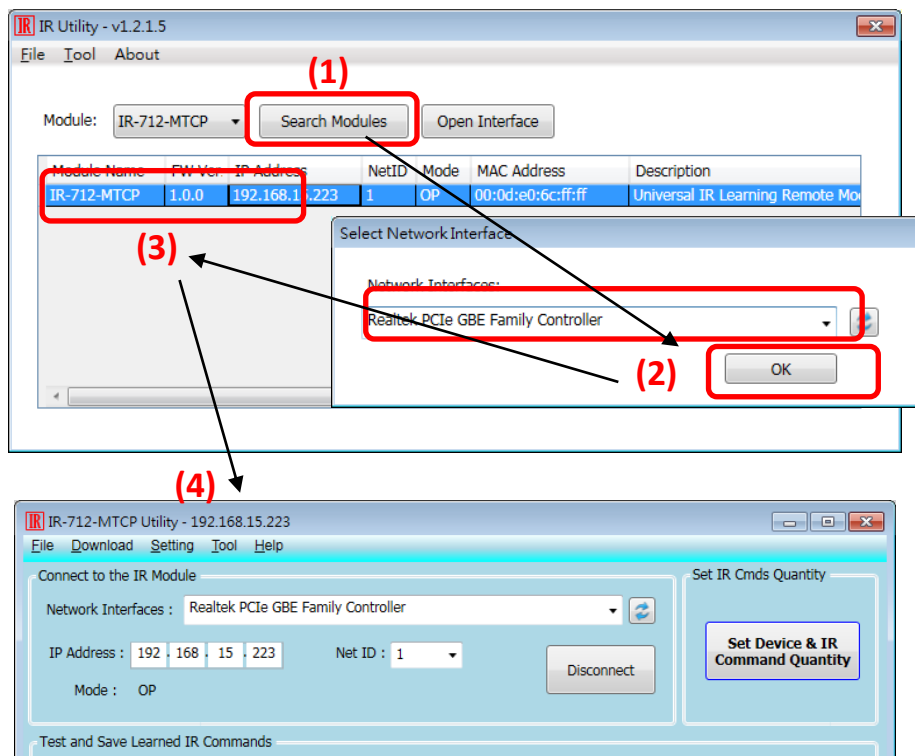 IR IR Utility - v1.2.1.5
File Tool About
(1)
Module: IR-712-MTCP Search Modules Open Interface
Module Name FW Ver. IP Address NetID Mode MAC Address Description
IR-712-MTCP 1.0.0 192.168.15.223 1 OP 00:0d:e0:6c:ff:ff Universal IR Learning Remote Mo
(3)
Select Network Interface
Network Interfaces:
Realtek PCIe GBE Family Controller
(2)
OK
(4)
IR IR-712-MTCP Utility - 192.168.15.223
File Download Setting Tool Help
Connect to the IR Module
Network Interfaces : Realtek PCIe GBE Family Controller
IP Address : 192 . 168 . 15 . 223 Net ID : 1
Disconnect
Mode : OP
Set IR Cmds Quantity
Set Device & IR
Command Quantity
Test and Save Learned IR Commands